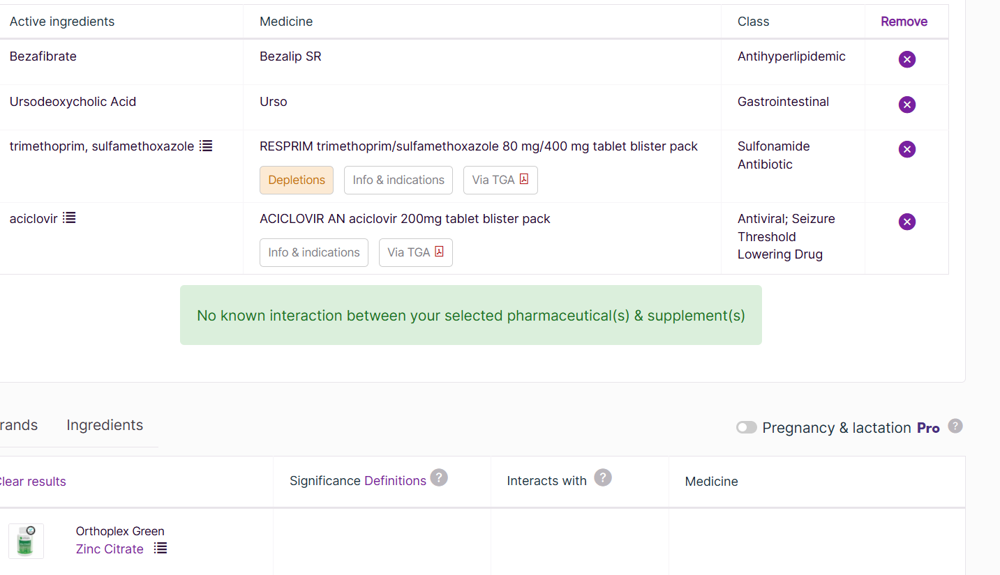 Active ingredients Medicine Class Remove
Bezafibrate Bezalip SR Antihyperlipidemic
Ursodeoxycholic Acid Urso Gastrointestinal
trimethoprim, sulfamethoxazole RESPRIM trimethoprim/sulfamethoxazole 80 mg/400 mg tablet blister pack Sulfonamide
Antibiotic
Depletions Info & indications Via TGA
aciclovir ACICLOVIR AN aciclovir 200mg tablet blister pack Antiviral; Seizure
Threshold
Info & indications Via TGA Lowering Drug
No known interaction between your selected pharmaceutical(s) & supplement(s)
rands Ingredients Pregnancy & lactation Pro ?
Clear results Significance Definitions ? Interacts with ? Medicine
Orthoplex Green
Zinc Citrate